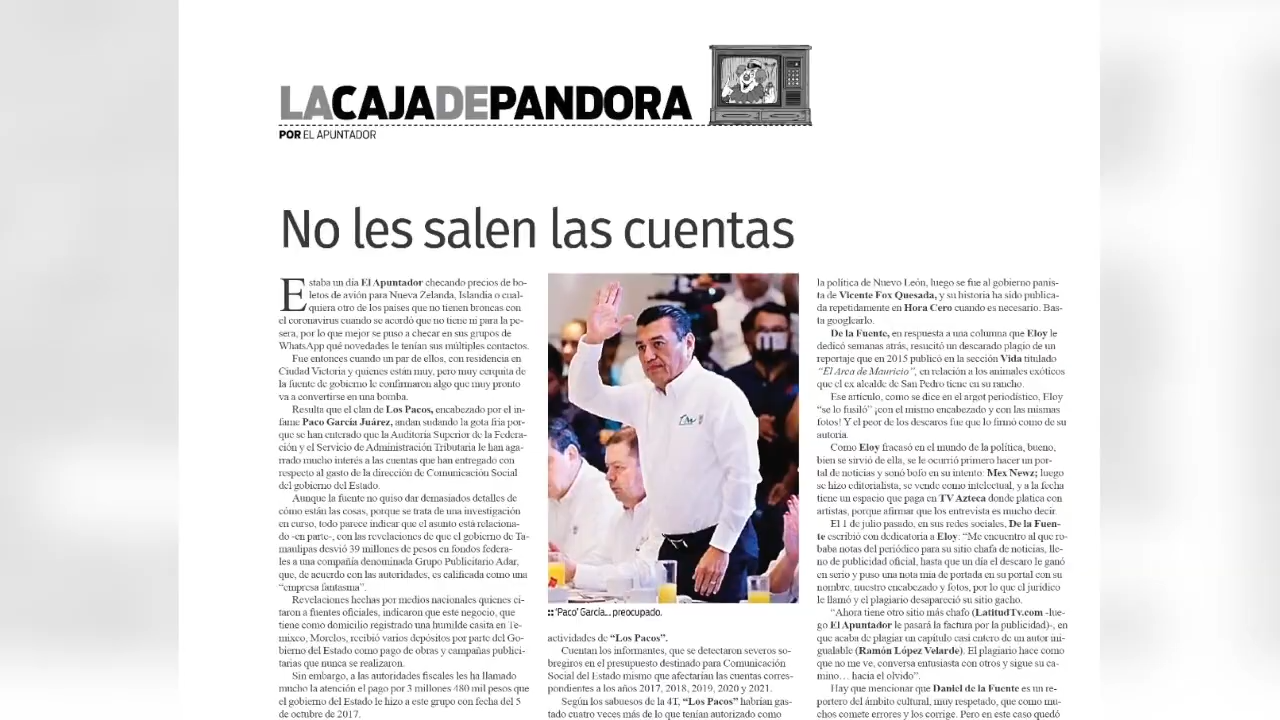 LACAJADEPANDORA
POR EL APUNTADOR
No les salen las cuentas
Estaba un día El Apuntador checando precios de bo-
letos de avión para Nueva Zelanda, Islandia o cual-
quiera otro de los países que no tienen broncas con
el coronavirus cuando se acordó que no tiene ni para la pe-
sera, por lo que mejor se puso a checar en sus grupos de
WhatsApp qué novedades le tenían sus múltiples contactos.
Fue entonces cuando un par de ellos, con residencia en
Ciudad Victoria y quienes están muy, pero muy cerquita de
la fuente de gobierno le confirmaron algo que muy pronto
va a convertirse en una bomba.
Resulta que el clan de Los Pacos, encabezado por el in-
fame Paco García Juárez, andan sudando la gota fría por-
que se han enterado que la Auditoría Superior de la Federa-
ción y el Servicio de Administración Tributaria le han aga-
rrado mucho interés a las cuentas que han entregado con
respecto al gasto de la dirección de Comunicación Social
del gobierno del Estado.
Aunque la fuente no quiso dar demasiados detalles de
cómo están las cosas, porque se trata de una investigación
en curso, todo parece indicar que el asunto está relaciona-
do -en parte-, con las revelaciones de que el gobierno de Ta-
maulipas desvió 39 millones de pesos en fondos federa-
les a una compañía denominada Grupo Publicitario Adar,
que, de acuerdo con las autoridades, es calificada como una
"empresa fantasma".
Revelaciones hechas por medios nacionales quienes ci-
taron a fuentes oficiales, indicaron que este negocio, que
tiene como domicilio registrado una humilde casita en Te-
mixco, Morelos, recibió varios depósitos por parte del Go-
bierno del Estado como pago de obras y campañas publici-
tarias que nunca se realizaron.
Sin embargo, a las autoridades fiscales les ha llamado
mucho la atención el pago por 3 millones 480 mil pesos que
el gobierno del Estado le hizo a este grupo con fecha del 5
de octubre de 2017.
:: 'Paco' García... preocupado.
actividades de "Los Pacos".
Cuentan los informantes, que se detectaron severos so-
bregiros en el presupuesto destinado para Comunicación
Social del Estado mismo que afectarían las cuentas corres-
pondientes a los años 2017, 2018, 2019, 2020 y 2021.
Según los sabuesos de la 4T, "Los Pacos" habrían gas-
tado cuatro veces más de lo que tenían autorizado como
la política de Nuevo León, luego se fue al gobierno panis-
ta de Vicente Fox Quesada, y su historia ha sido publica-
da repetidamente en Hora Cero cuando es necesario. Bas-
ta googlearlo.
De la Fuente, en respuesta a una columna que Eloy le
dedicó semanas atrás, resucitó un descarado plagio de un
reportaje que en 2015 publicó en la sección Vida titulado
"El Arca de Mauricio", en relación a los animales exóticos
que el ex alcalde de San Pedro tiene en su rancho.
Ese artículo, como se dice en el argot periodístico, Eloy
"se lo fusiló" ¡con el mismo encabezado y con las mismas
fotos! Y el peor de los descaros fue que lo firmó como de su
autoría.
Como Eloy fracasó en el mundo de la política, bueno,
bien se sirvió de ella, se le ocurrió primero hacer un por-
tal de noticias y sonó bofo en su intento: Mex Newz; luego
se hizo editorialista, se vende como intelectual, y a la fecha
tiene un espacio que paga en TV Azteca donde platica con
artistas, porque afirmar que los entrevista es mucho decir.
El 1 de julio pasado, en sus redes sociales, De la Fuen-
te escribió con dedicatoria a Eloy: "Me encuentro al que ro-
baba notas del periódico para su sitio chafa de noticias, lle-
no de publicidad oficial, hasta que un día el descaro le ganó
en serio y puso una nota mía de portada en su portal con su
nombre, nuestro encabezado y fotos, por lo que el jurídico
le llamó y el plagiario desapareció su sitio gacho.
"Ahora tiene otro sitio más chafo (LatitudTv.com -lue-
go El Apuntador le pasará la factura por la publicidad)-, en
que acaba de plagiar un capítulo casi entero de un autor ini-
gualable (Ramón López Velarde). El plagiario hace como
que no me ve, conversa entusiasta con otros y sigue su ca-
mino... hacia el olvido".
Hay que mencionar que Daniel de la Fuente es un re-
portero del ámbito cultural, muy respetado, que como mu-
chos comete errores y los corrige. Pero en este caso quedó